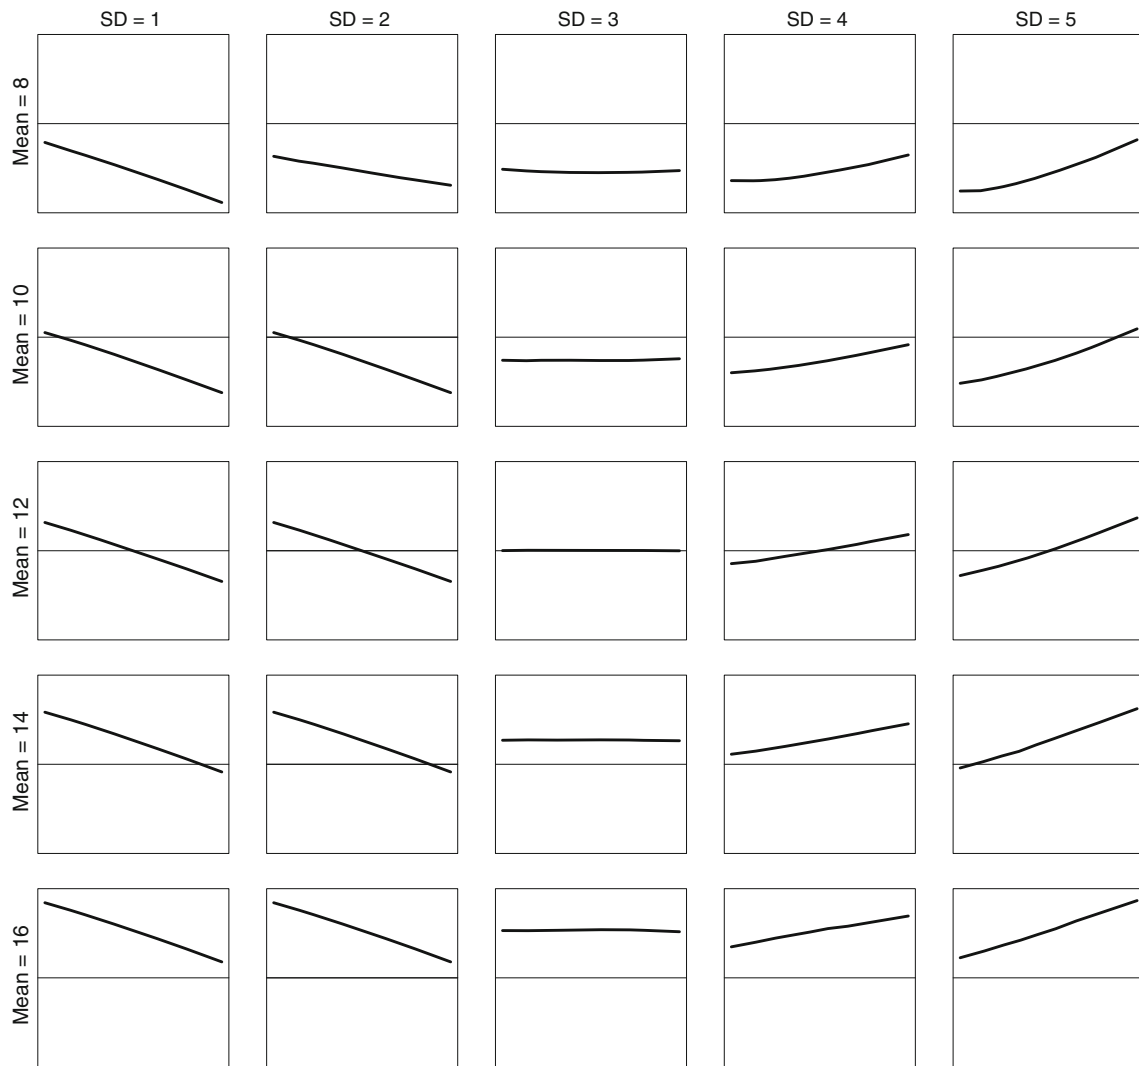 SD = 1
SD = 2
SD = 3
SD = 4
SD = 5
Mean = 8
Mean = 10
Mean = 12
Mean = 14
Mean = 16